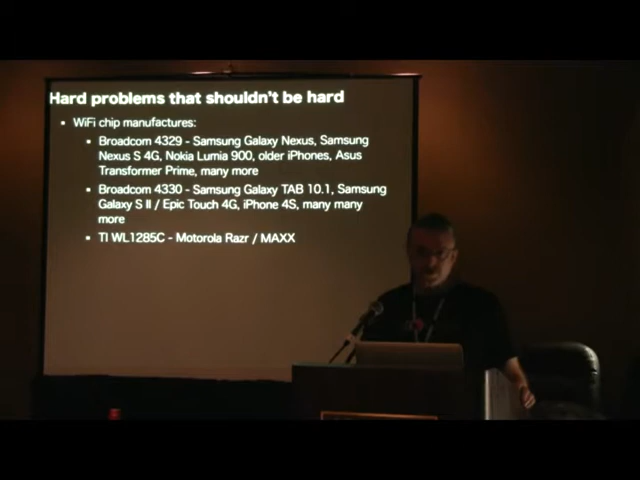 Hard problems that shouldn't be hard
WiFi chip manufactures:
Broadcom 4329 - Samsung Galaxy Nexus, Samsung
Nexus S 4G, Nokia Lumia 900, older iPhones, Asus
Transformer Prime, many more
Broadcom 4330 - Samsung Galaxy TAB 10.1, Samsung
Galaxy S II / Epic Touch 4G, iPhone 4S, many many
more
TI WL1285C - Motorola Razr / MAXX